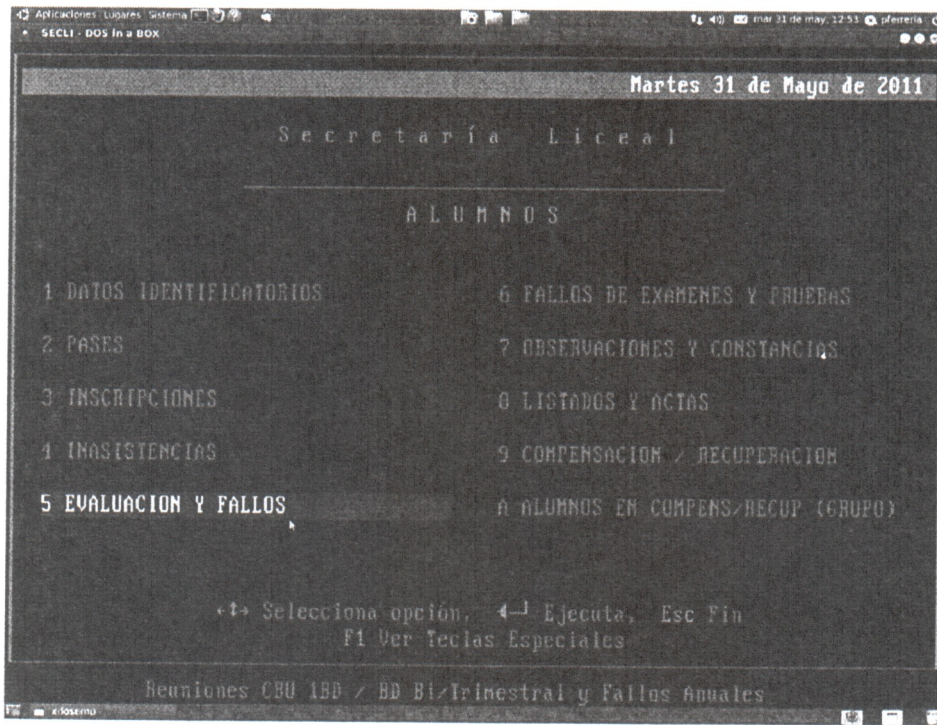 Aplicaciones Lugares Sistema mar 31 de may, 12:53 pferreria
SECLI - DOS in a BOX
Martes 31 de Mayo de 2011
Secretaría Liceal
ALUMNOS
1 DATOS IDENTIFICATORIOS
2 PASES
3 INSCRIPCIONES
4 INASISTENCIAS
5 EVALUACION Y FALLOS
6 FALLOS DE EXAMENES Y PRUEBAS
7 OBSERVACIONES Y CONSTANCIAS
8 LISTADOS Y ACTAS
9 COMPENSACION / RECUPERACION
A ALUMNOS EN COMPENS/RECUP (GRUPO)
Selecciona opción, Ejecuta, Esc Fin
F1 Ver Teclas Especiales
Reuniones CBU 1BD / BD Bi/Trimestral y Fallos Anuales